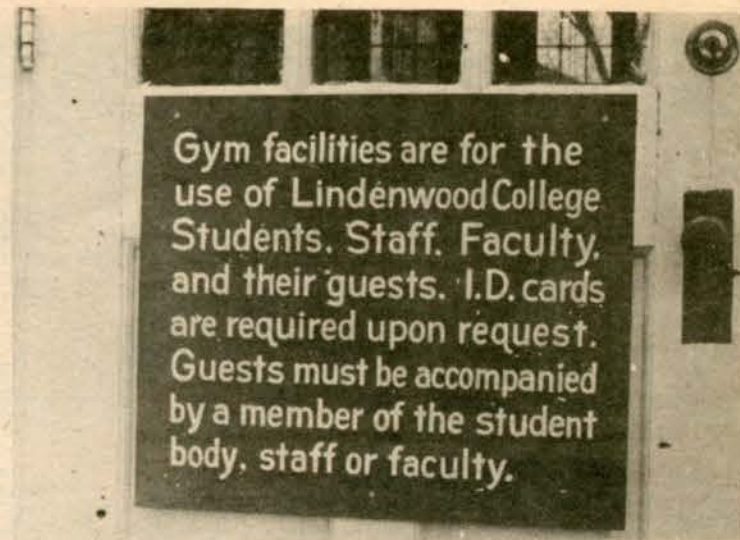 Gym facilities are for the
use of Lindenwood College
Students. Staff. Faculty.
and their guests. I.D. cards
are required upon request.
Guests must be accompanied
by a member of the student
body, staff or faculty.